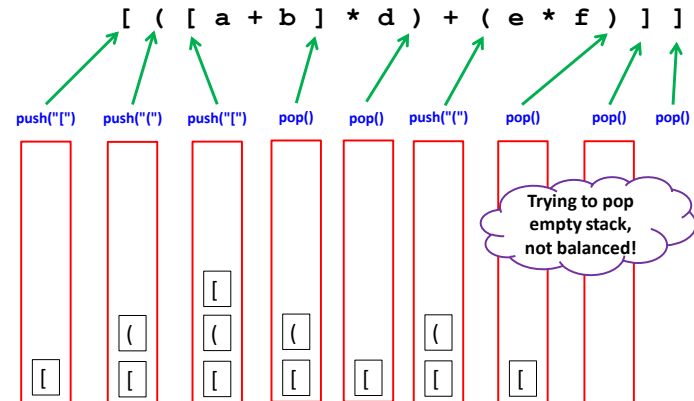 [ ( [ a + b ] * d ) + ( e * f ) ] ]
push("[") push("(") push("[") pop() pop() push("(") pop() pop() pop()
Trying to pop
empty stack,
not balanced!
[
( ( ( (
[ [ [ [ [ [ [